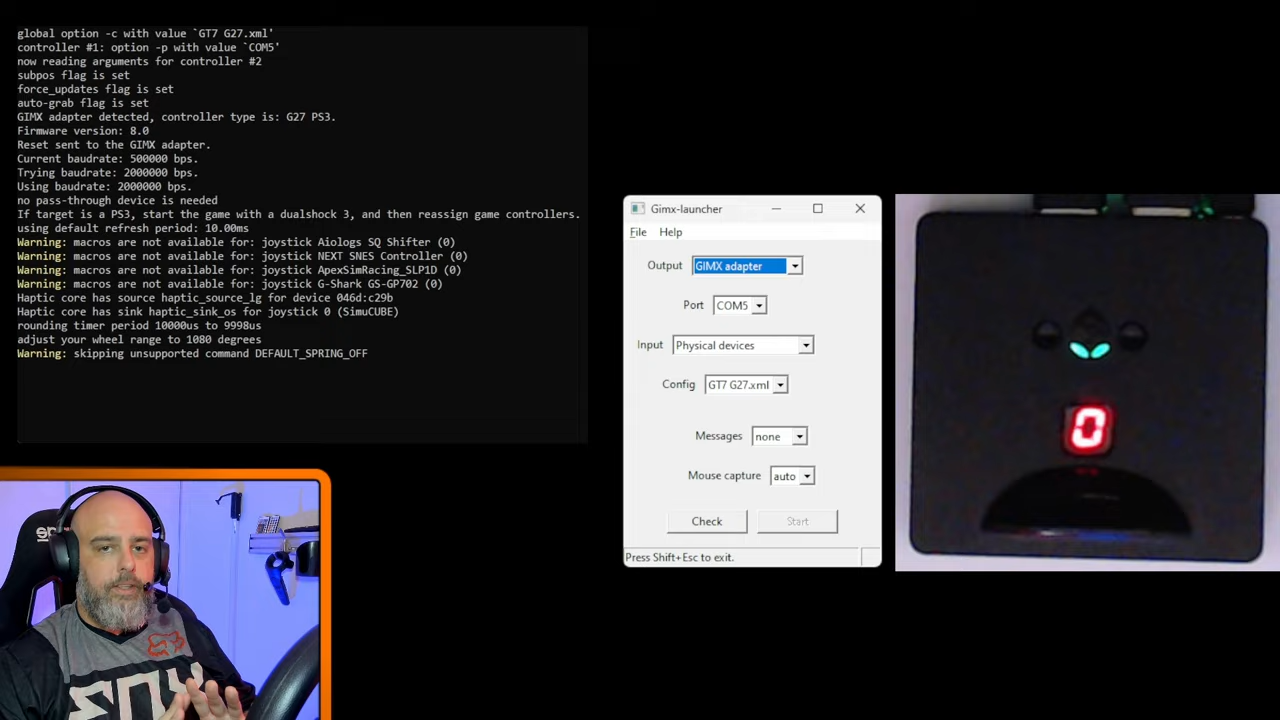 global option -c with value `GT7 G27.xml'
controller #1: option -p with value `COM5'
now reading arguments for controller #2
subpos flag is set
force_updates flag is set
auto-grab flag is set
GIMX adapter detected, controller type is: G27 PS3.
Firmware version: 8.0
Reset sent to the GIMX adapter.
Current baudrate: 500000 bps.
Trying baudrate: 2000000 bps.
Using baudrate: 2000000 bps.
no pass-through device is needed
If target is a PS3, start the game with a dualshock 3, and then reassign game controllers.
using default refresh period: 10.00ms
Warning: macros are not available for: joystick Aiologs SQ Shifter (0)
Warning: macros are not available for: joystick NEXT SNES Controller (0)
Warning: macros are not available for: joystick ApexSimRacing_SLP1D (0)
Warning: macros are not available for: joystick G-Shark GS-GP702 (0)
Haptic core has source haptic_source_lg for device 046d:c29b
Haptic core has sink haptic_sink_os for joystick 0 (SimuCUBE)
rounding timer period 10000us to 9998us
adjust your wheel range to 1080 degrees
Warning: skipping unsupported command DEFAULT_SPRING_OFF
Gimx-launcher
File Help
Output GIMX adapter
Port COM5
Input Physical devices
Config GT7 G27.xml
Messages none
Mouse capture auto
Check Start
Press Shift+Esc to exit.
0